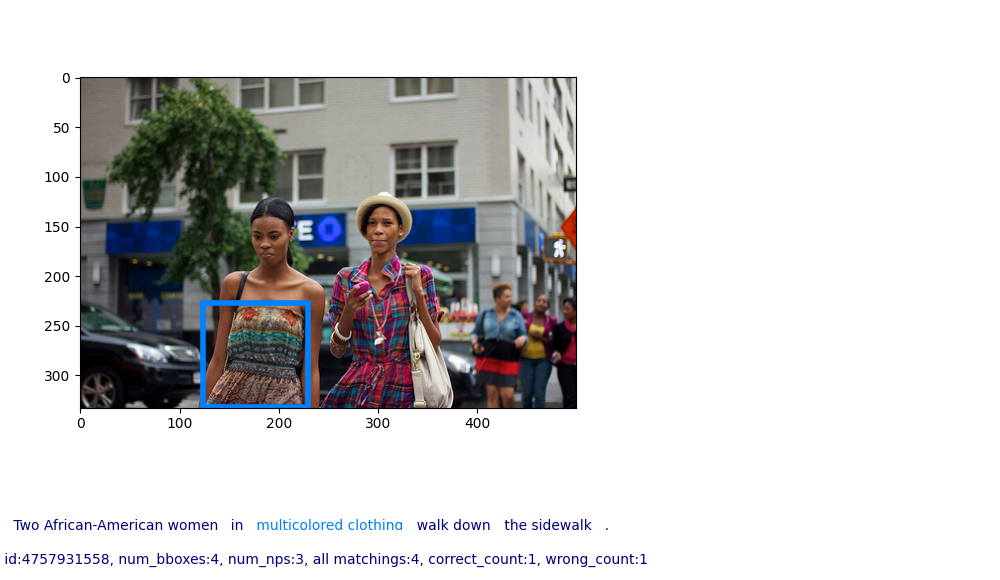 0
50
100
150
200
250
300
0 100 200 300 400
E
Two African-American women in multicolored clothing walk down the sidewalk .
id:4757931558, num_bboxes:4, num_nps:3, all matchings:4, correct_count:1, wrong_count:1